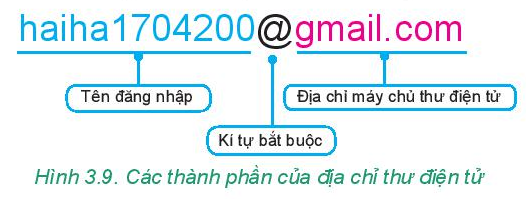 haiha1704200@gmail.com
Tên đăng nhập
Địa chỉ máy chủ thư điện tử
Kí tự bắt buộc
Hình 3.9. Các thành phần của địa chỉ thư điện tử